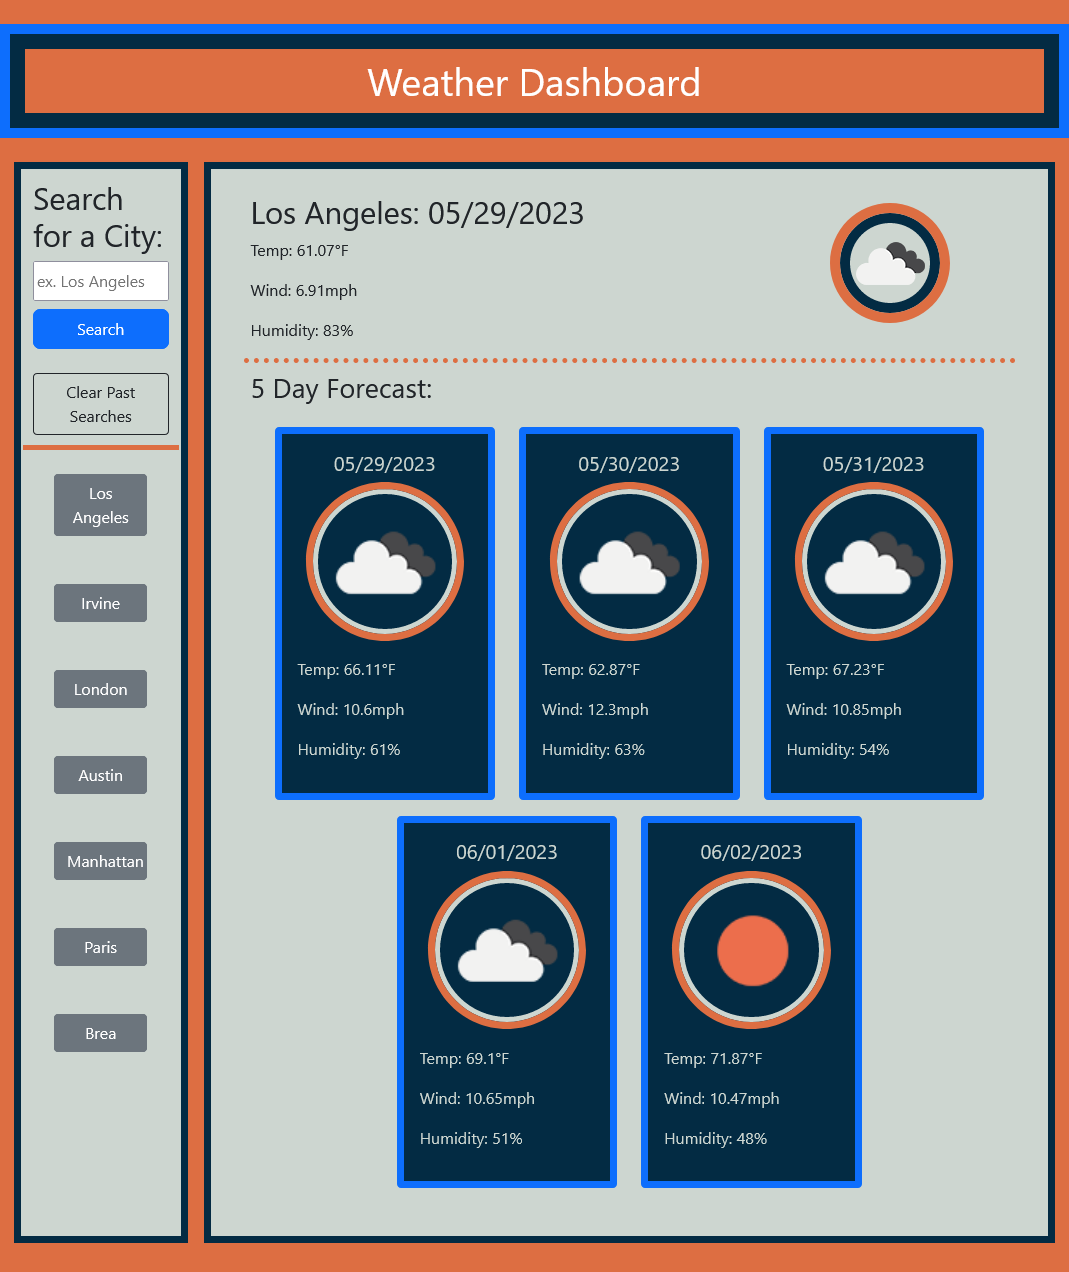 Weather Dashboard
Search
for a City:
ex. Los Angeles
Search
Clear Past
Searches
Los
Angeles
Irvine
London
Austin
Manhattan
Paris
Brea
Los Angeles: 05/29/2023
Temp: 61.07°F
Wind: 6.91mph
Humidity: 83%
5 Day Forecast:
05/29/2023
Temp: 66.11°F
Wind: 10.6mph
Humidity: 61%
05/30/2023
Temp: 62.87°F
Wind: 12.3mph
Humidity: 63%
05/31/2023
Temp: 67.23°F
Wind: 10.85mph
Humidity: 54%
06/01/2023
Temp: 69.1°F
Wind: 10.65mph
Humidity: 51%
06/02/2023
Temp: 71.87°F
Wind: 10.47mph
Humidity: 48%